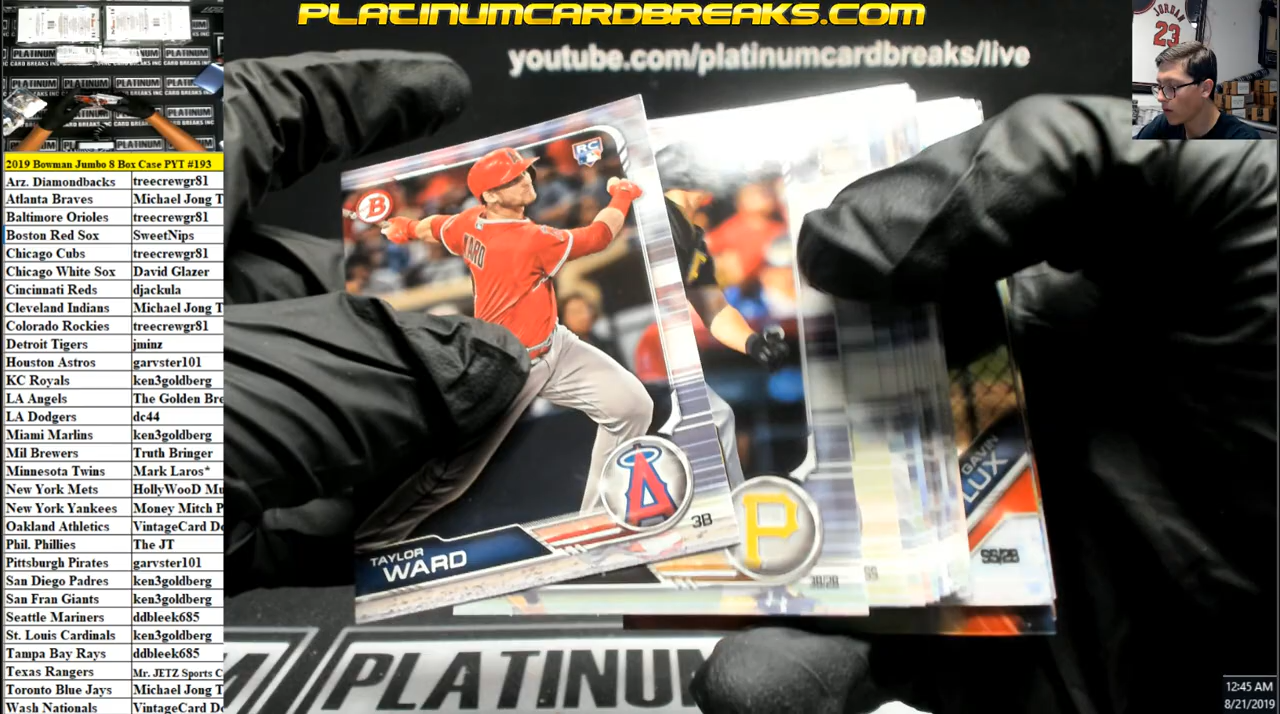 PLATINUMCARDBREAKS.COM
youtube.com/platinumcardbreaks/live
JORDAN
23
2019 Bowman Jumbo 8 Box Case PYT #193
Arz. Diamondbacks treecrewgr81
Atlanta Braves Michael Jong T
Baltimore Orioles treecrewgr81
Boston Red Sox SweetNips
Chicago Cubs treecrewgr81
Chicago White Sox David Glazer
Cincinnati Reds djackula
Cleveland Indians Michael Jong T
Colorado Rockies treecrewgr81
Detroit Tigers jminz
Houston Astros garvster101
KC Royals ken3goldberg
LA Angels The Golden Bre
LA Dodgers dc44
Miami Marlins ken3goldberg
Mil Brewers Truth Bringer
Minnesota Twins Mark Laros*
New York Mets HollyWooD Mu
New York Yankees Money Mitch P
Oakland Athletics VintageCard De
Phil. Phillies The JT
Pittsburgh Pirates garvster101
San Diego Padres ken3goldberg
San Fran Giants ken3goldberg
Seattle Mariners ddbleek685
St. Louis Cardinals ken3goldberg
Tampa Bay Rays ddbleek685
Texas Rangers Mr. JETZ Sports C
Toronto Blue Jays Michael Jong T
Wash Nationals VintageCard De
B
RC
WARD
A
3B
TAYLOR
WARD
P
3B/2B
SS
GAVIN
LUX
SS/2B
PLATINUM
12:45 AM
8/21/2019